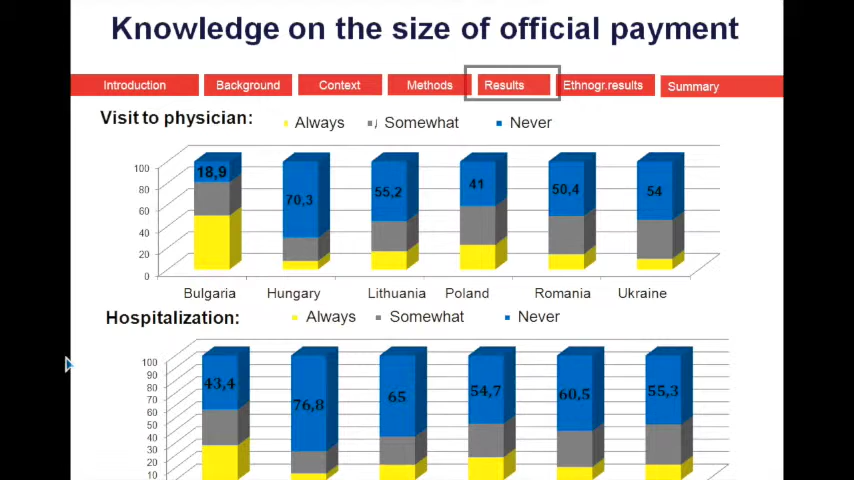 Knowledge on the size of official payment
Introduction Background Context Methods Results Ethnogr.results Summary
Visit to physician: Always Somewhat Never
100
80
60
40
20
0
18,9 70,3 55,2 41 50,4 54
Bulgaria Hungary Lithuania Poland Romania Ukraine
Hospitalization: Always Somewhat Never
100
90
80
70
60
50
40
30
20
10
43,4 76,8 65 54,7 60,5 55,3